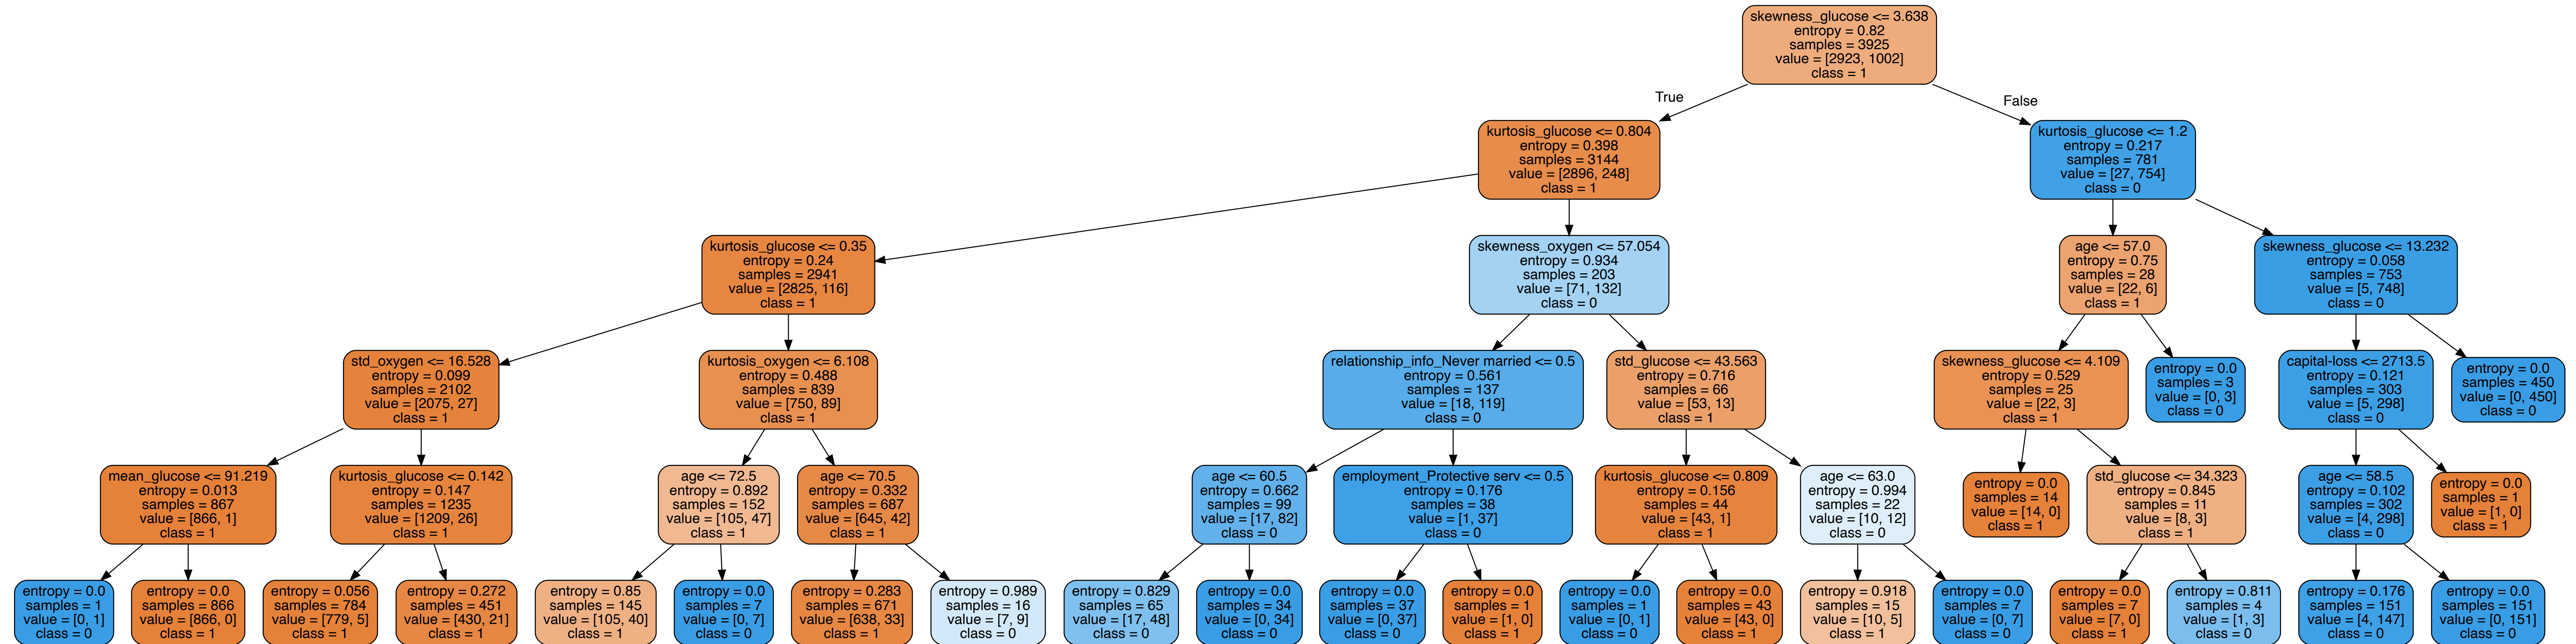 skewness_glucose <= 3.638
entropy = 0.82
samples = 3925
value = [2923, 1002]
class = 1
True
False
kurtosis_glucose <= 0.804
entropy = 0.398
samples = 3144
value = [2896, 248]
class = 1
kurtosis_glucose <= 1.2
entropy = 0.217
samples = 781
value = [27, 754]
class = 0
kurtosis_glucose <= 0.35
entropy = 0.24
samples = 2941
value = [2825, 116]
class = 1
skewness_oxygen <= 57.054
entropy = 0.934
samples = 203
value = [71, 132]
class = 0
age <= 57.0
entropy = 0.75
samples = 28
value = [22, 6]
class = 1
skewness_glucose <= 13.232
entropy = 0.058
samples = 753
value = [5, 748]
class = 0
std_oxygen <= 16.528
entropy = 0.099
samples = 2102
value = [2075, 27]
class = 1
kurtosis_oxygen <= 6.108
entropy = 0.488
samples = 839
value = [750, 89]
class = 1
relationship_info_Never married <= 0.5
entropy = 0.561
samples = 137
value = [18, 119]
class = 0
std_glucose <= 43.563
entropy = 0.716
samples = 66
value = [53, 13]
class = 1
skewness_glucose <= 4.109
entropy = 0.529
samples = 25
value = [22, 3]
class = 1
entropy = 0.0
samples = 3
value = [0, 3]
class = 0
capital-loss <= 2713.5
entropy = 0.121
samples = 303
value = [5, 298]
class = 0
entropy = 0.0
samples = 450
value = [0, 450]
class = 0
mean_glucose <= 91.219
entropy = 0.013
samples = 867
value = [866, 1]
class = 1
kurtosis_glucose <= 0.142
entropy = 0.147
samples = 1235
value = [1209, 26]
class = 1
age <= 72.5
entropy = 0.892
samples = 152
value = [105, 47]
class = 1
age <= 70.5
entropy = 0.332
samples = 687
value = [645, 42]
class = 1
age <= 60.5
entropy = 0.662
samples = 99
value = [17, 82]
class = 0
employment_Protective serv <= 0.5
entropy = 0.176
samples = 38
value = [1, 37]
class = 0
kurtosis_glucose <= 0.809
entropy = 0.156
samples = 44
value = [43, 1]
class = 1
age <= 63.0
entropy = 0.994
samples = 22
value = [10, 12]
class = 0
entropy = 0.0
samples = 14
value = [14, 0]
class = 1
std_glucose <= 34.323
entropy = 0.845
samples = 11
value = [8, 3]
class = 1
age <= 58.5
entropy = 0.102
samples = 302
value = [4, 298]
class = 0
entropy = 0.0
samples = 1
value = [1, 0]
class = 1
entropy = 0.0
samples = 1
value = [0, 1]
class = 0
entropy = 0.0
samples = 866
value = [866, 0]
class = 1
entropy = 0.056
samples = 784
value = [779, 5]
class = 1
entropy = 0.272
samples = 451
value = [430, 21]
class = 1
entropy = 0.85
samples = 145
value = [105, 40]
class = 1
entropy = 0.0
samples = 7
value = [0, 7]
class = 0
entropy = 0.283
samples = 671
value = [638, 33]
class = 1
entropy = 0.989
samples = 16
value = [7, 9]
class = 0
entropy = 0.829
samples = 65
value = [17, 48]
class = 0
entropy = 0.0
samples = 34
value = [0, 34]
class = 0
entropy = 0.0
samples = 37
value = [0, 37]
class = 0
entropy = 0.0
samples = 1
value = [1, 0]
class = 1
entropy = 0.0
samples = 1
value = [0, 1]
class = 0
entropy = 0.0
samples = 43
value = [43, 0]
class = 1
entropy = 0.918
samples = 15
value = [10, 5]
class = 1
entropy = 0.0
samples = 7
value = [0, 7]
class = 0
entropy = 0.0
samples = 7
value = [7, 0]
class = 1
entropy = 0.811
samples = 4
value = [1, 3]
class = 0
entropy = 0.176
samples = 151
value = [4, 147]
class = 0
entropy = 0.0
samples = 151
value = [0, 151]
class = 0